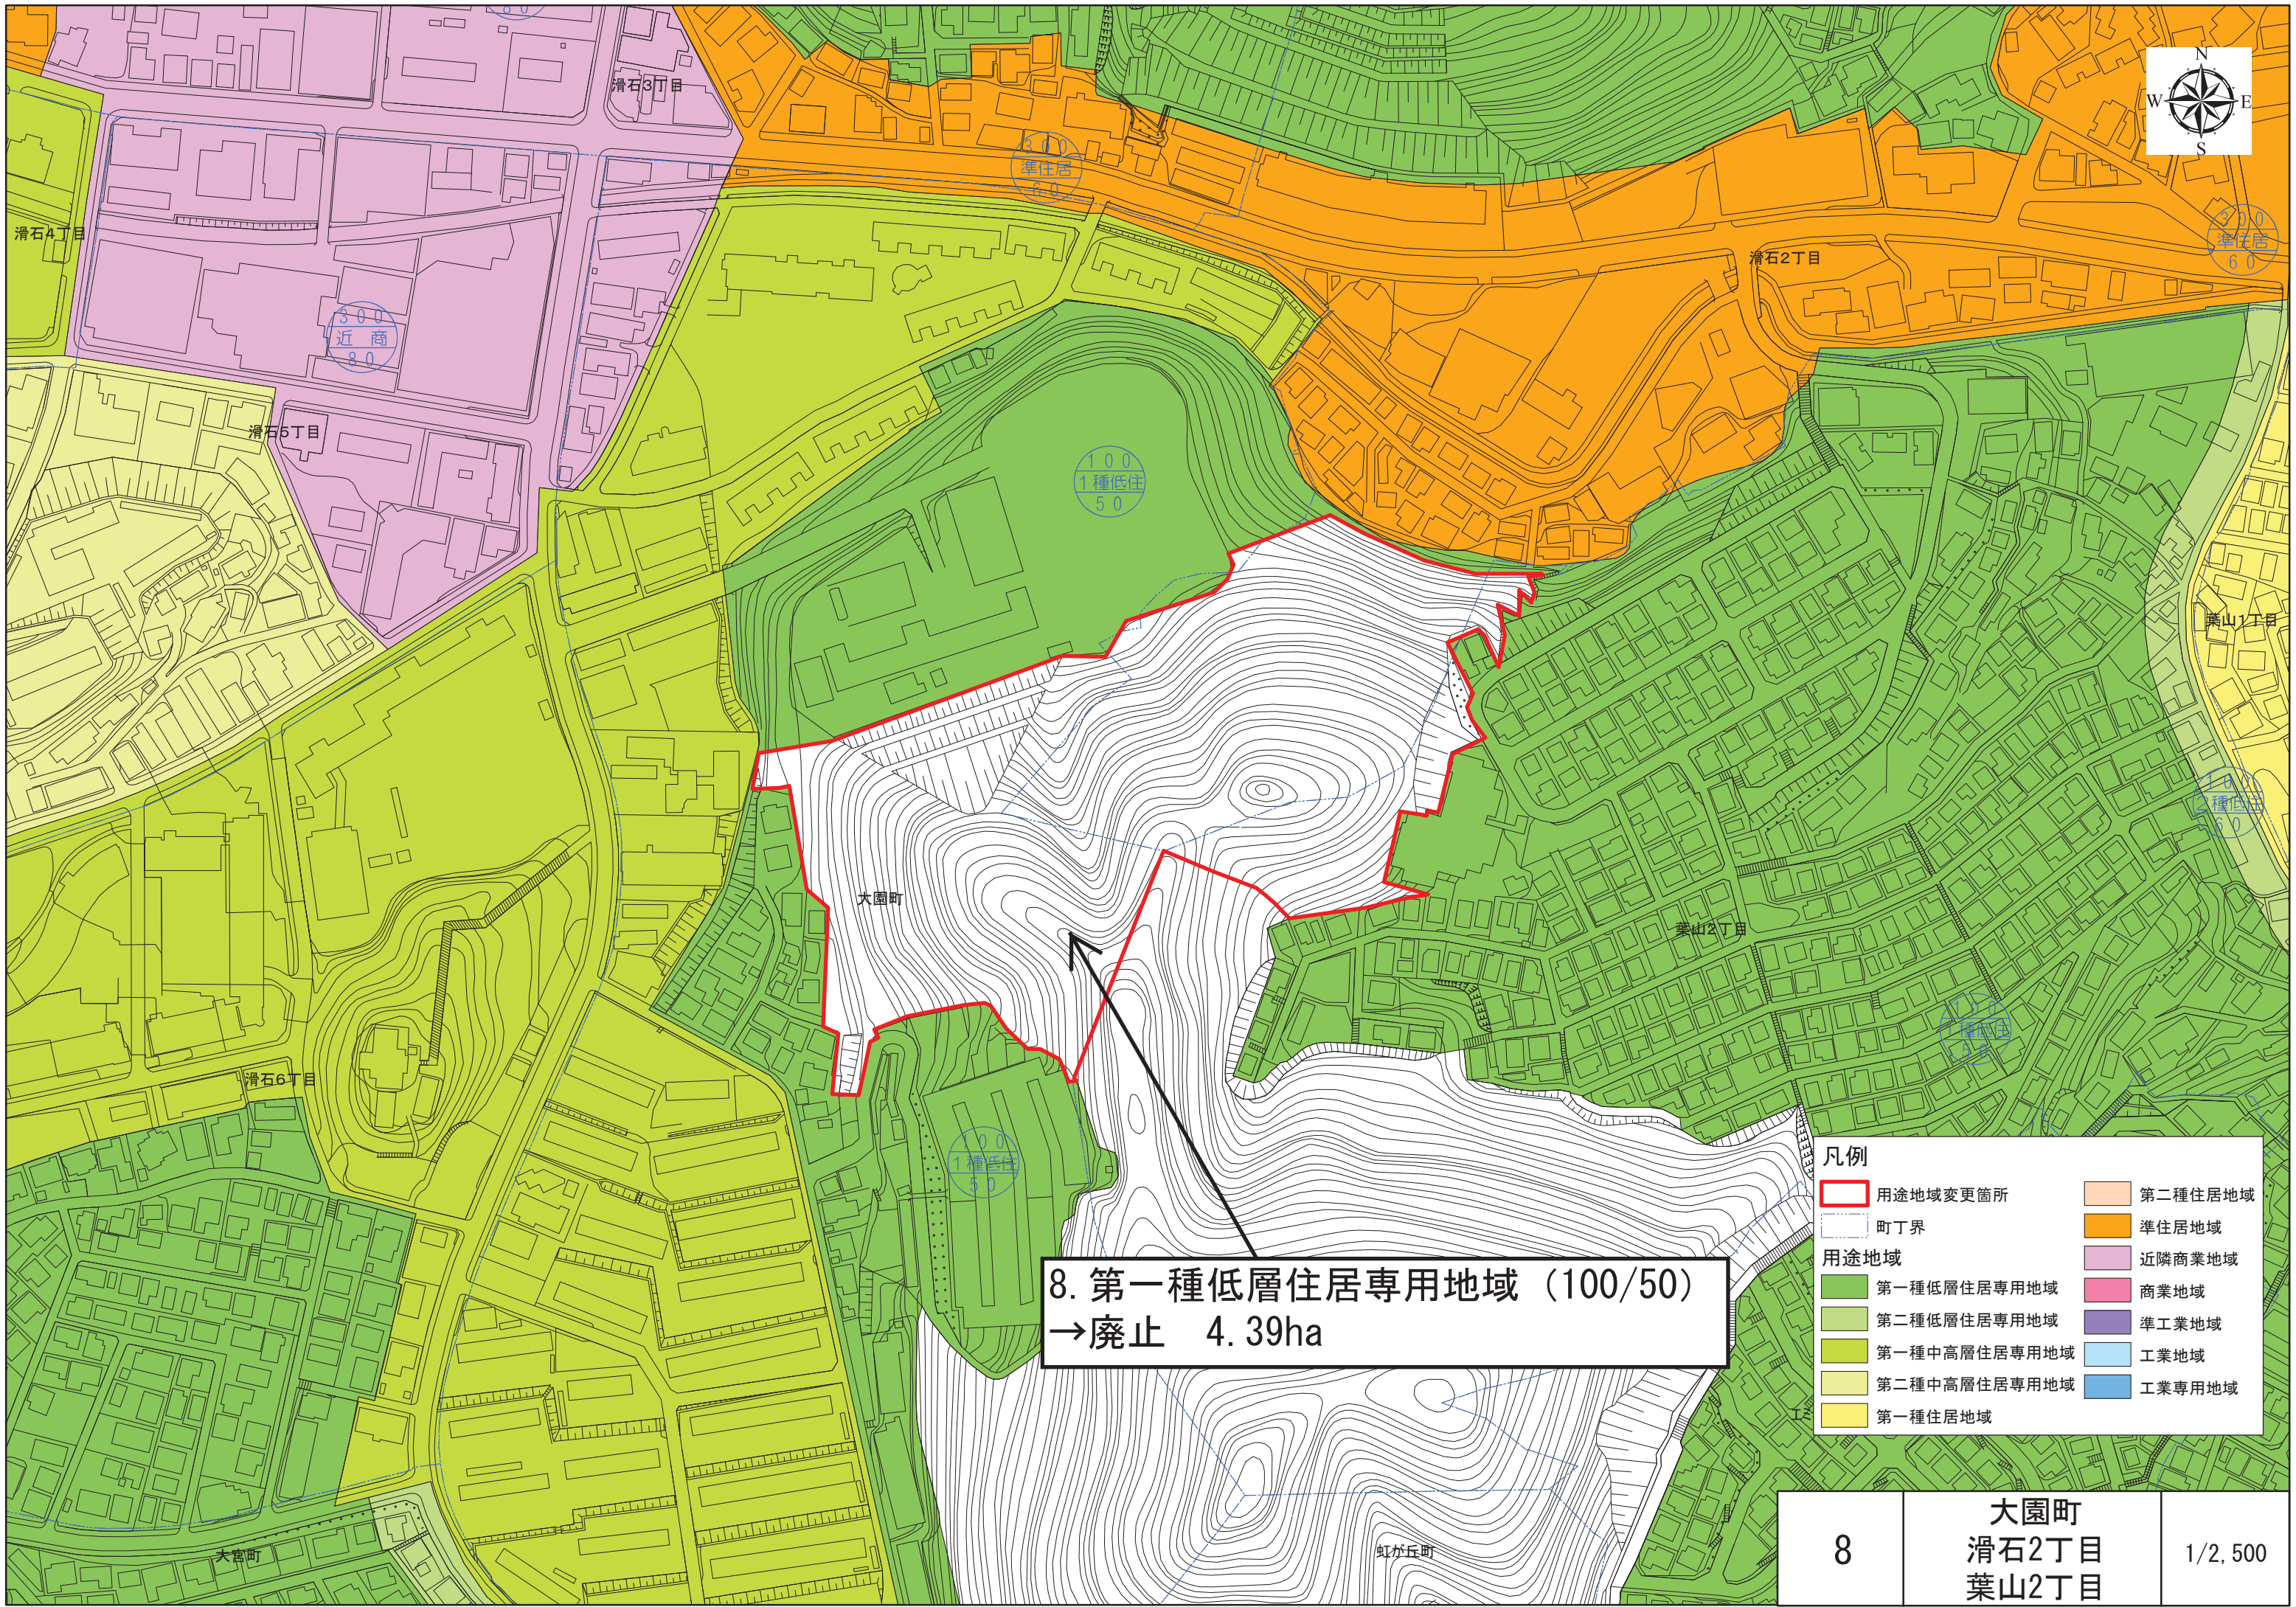 80
滑石3丁目
N
W
E
S
300
準住居
60
滑石4丁目
300
準住居
60
滑石2丁目
300
近商
80
滑石5丁目
100
1種低住
50
葉山1丁目
100
2種低住
60
大園町
葉山2丁目
100
1種低住
50
滑石6丁目
100
1種低住
50
8.第一種低層住居専用地域（100/50）
→廃止　4.39ha
凡例
用途地域変更箇所
町丁界
用途地域
第一種低層住居専用地域
第二種低層住居専用地域
第一種中高層住居専用地域
第二種中高層住居専用地域
第一種住居地域
第二種住居地域
準住居地域
近隣商業地域
商業地域
準工業地域
工業地域
工業専用地域
エミ
大宮町
虹が丘町
8
大園町
滑石2丁目
葉山2丁目
1/2,500